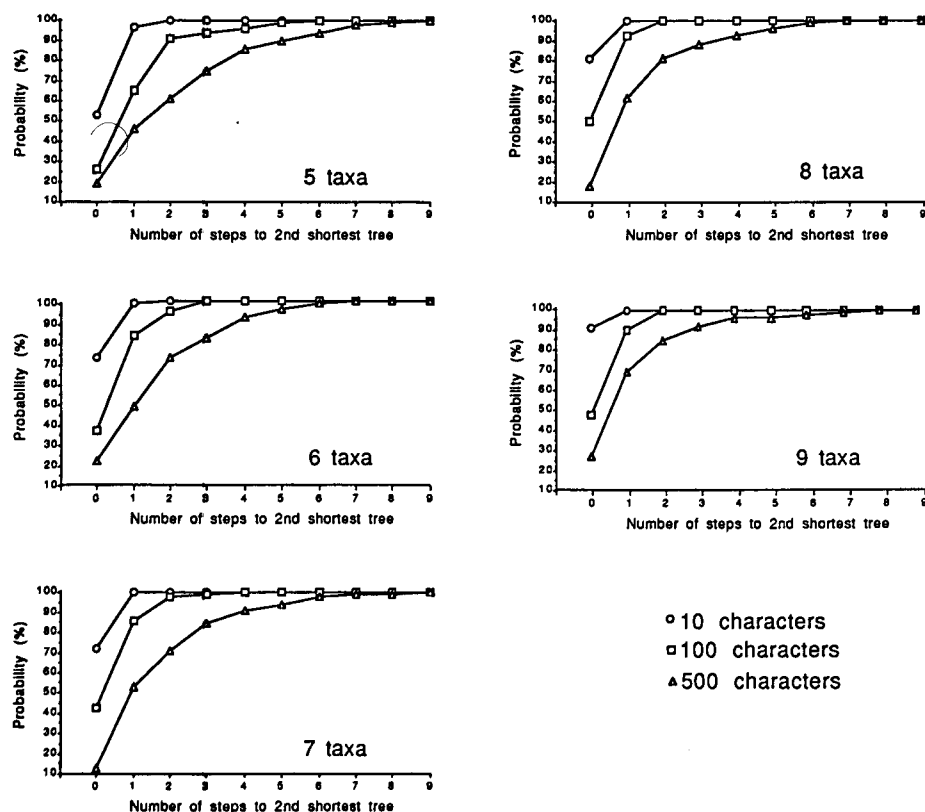 100
90
80
70
60
50
40
30
20
10
Probability (%)
0 1 2 3 4 5 6 7 8 9
Number of steps to 2nd shortest tree
5 taxa
100
90
80
70
60
50
40
30
20
10
Probability (%)
0 1 2 3 4 5 6 7 8 9
Number of steps to 2nd shortest tree
8 taxa
100
90
80
70
60
50
40
30
20
10
Probability (%)
0 1 2 3 4 5 6 7 8 9
Number of steps to 2nd shortest tree
6 taxa
100
90
80
70
60
50
40
30
20
10
Probability (%)
0 1 2 3 4 5 6 7 8 9
Number of steps to 2nd shortest tree
9 taxa
100
90
80
70
60
50
40
30
20
10
Probability (%)
0 1 2 3 4 5 6 7 8 9
Number of steps to 2nd shortest tree
7 taxa
10 characters
100 characters
500 characters